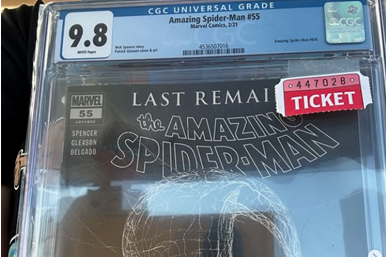 CGC UNIVERSAL GRADE
9.8
WHITE Pages
Amazing Spider-Man #55
Marvel Comics, 2/21
Nick Spencer story
Patrick Gleason cover & art
Amazing Spider-Man #856
4536507016
CGC
447028
TICKET
MARVEL
55
LGY#856
SPENCER
GLEASON
DELGADO
LAST REMAI
the AMAZING
SPIDER-MAN